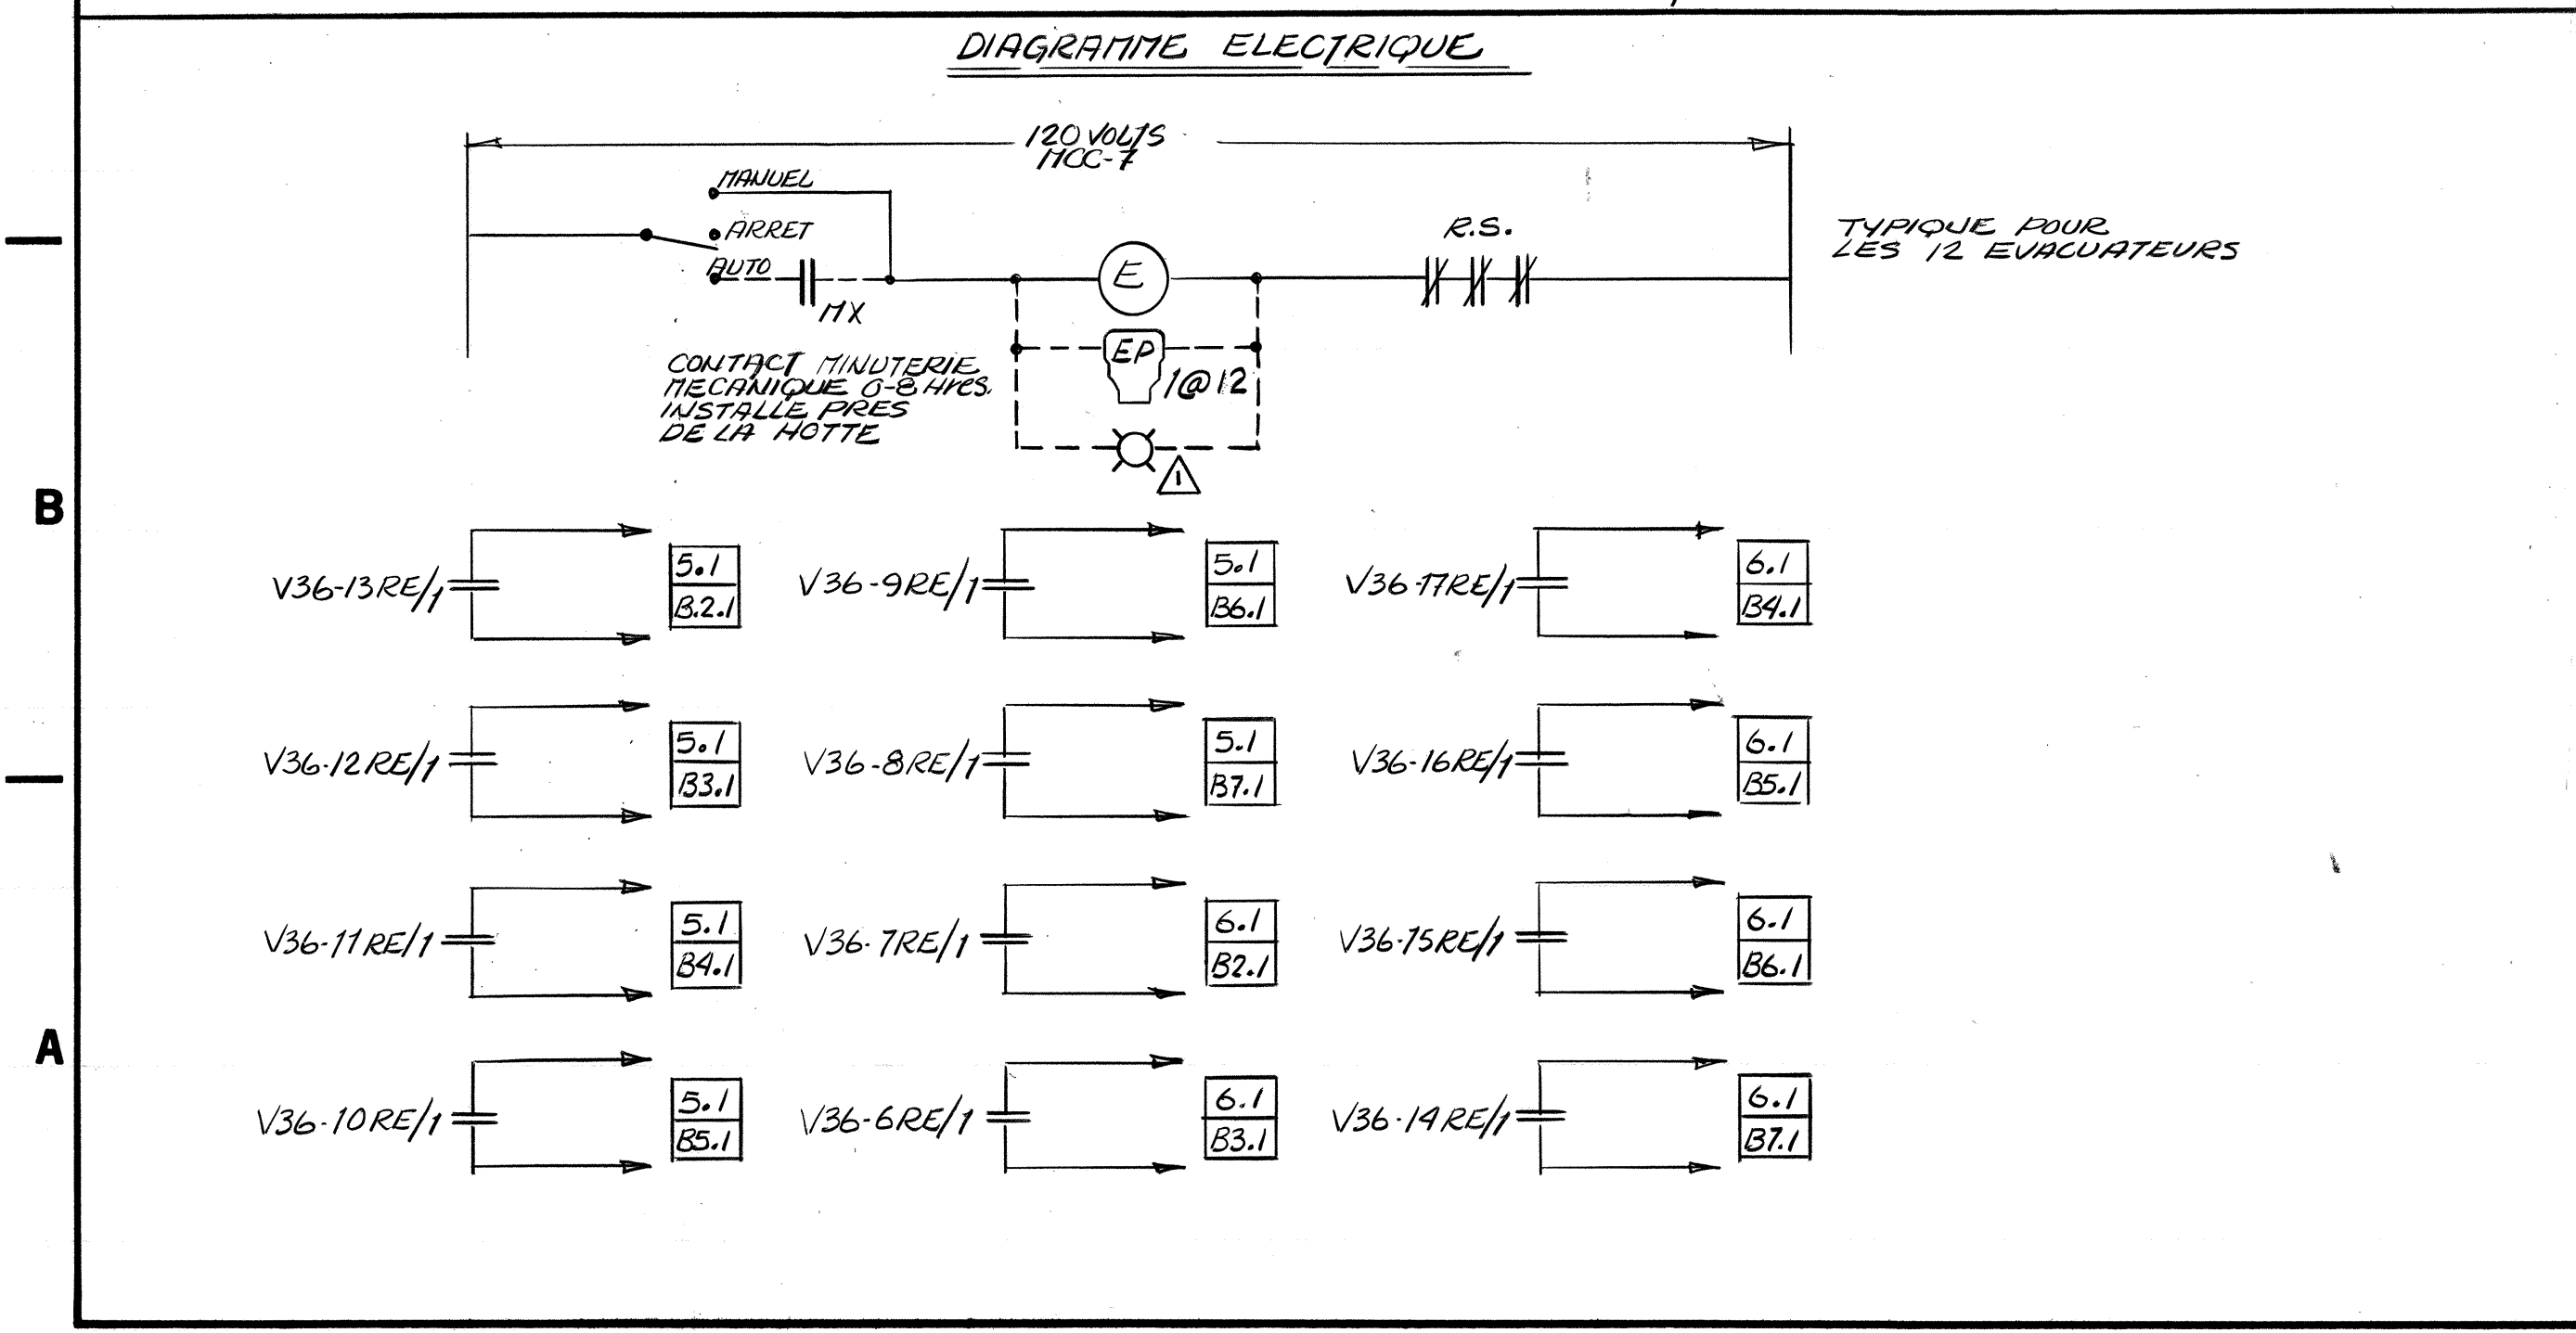 DIAGRAMME ELECTRIQUE
120 VOLTS
MCC-7
MANUEL
ARRET
AUTO
MX
E
R.S.
TYPIQUE POUR
LES 12 EVACUATEURS
CONTACT MINUTERIE
MECANIQUE 0-8 Hres.
INSTALLE PRES
DE LA HOTTE
EP
1@12
1
B
V36-13RE/1
5.1
B.2.1
V36-9RE/1
5.1
B6.1
V36-17RE/1
6.1
B4.1
V36-12RE/1
5.1
B3.1
V36-8RE/1
5.1
B7.1
V36-16RE/1
6.1
B5.1
V36-11RE/1
5.1
B4.1
V36-7RE/1
6.1
B2.1
V36-15RE/1
6.1
B6.1
A
V36-10RE/1
5.1
B5.1
V36-6RE/1
6.1
B3.1
V36-14RE/1
6.1
B7.1